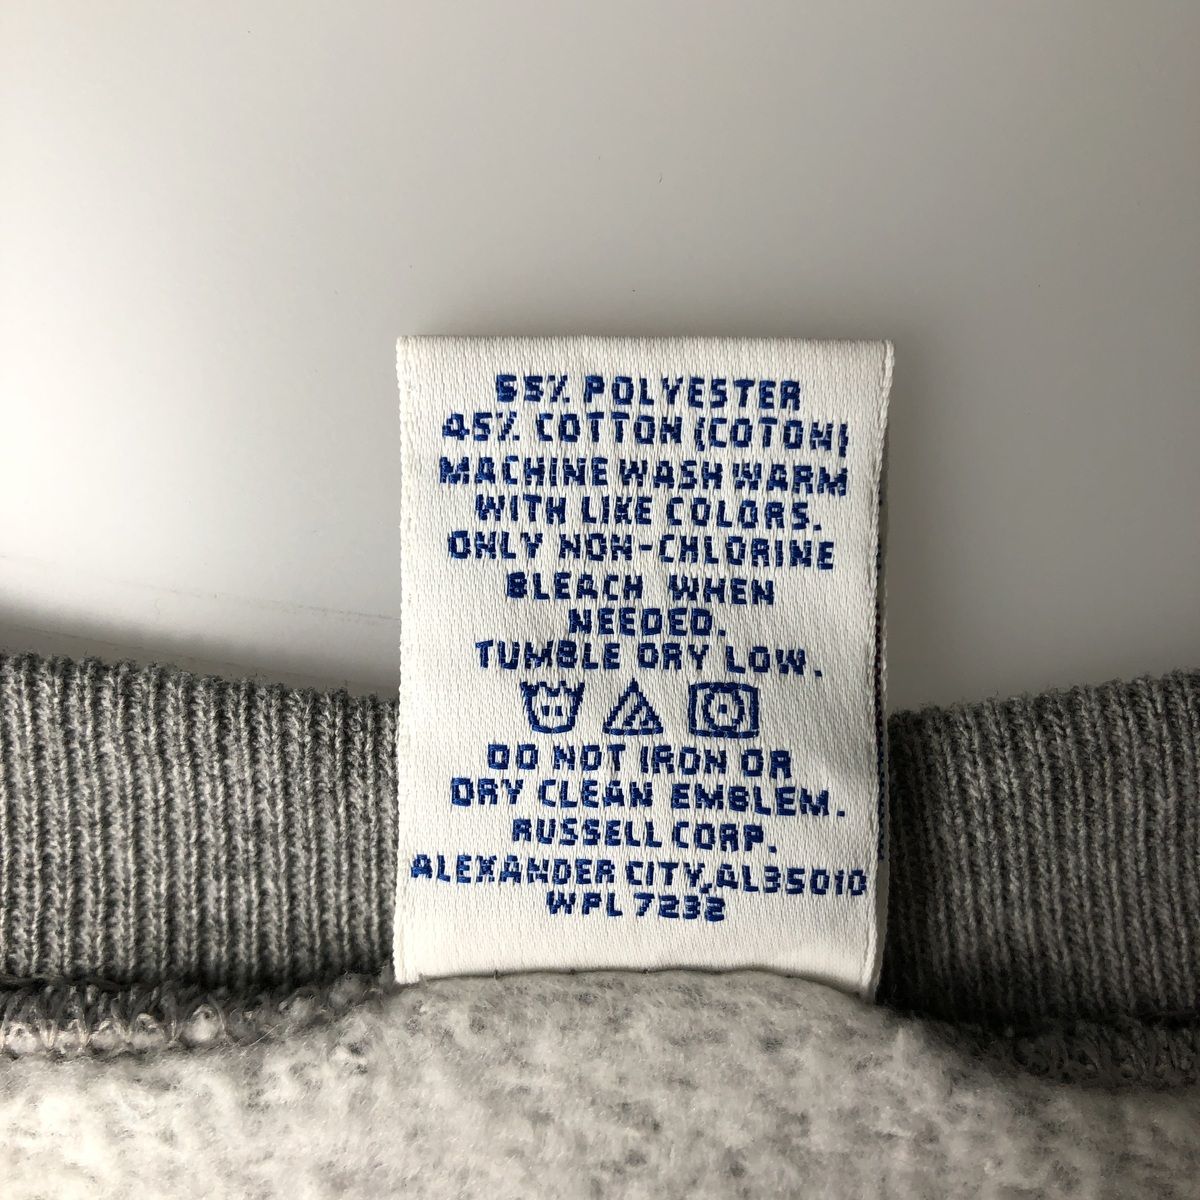 55% POLYESTER
45% COTTON (COTON)
MACHINE WASH WARM
WITH LIKE COLORS.
ONLY NON-CHLORINE
BLEACH WHEN
NEEDED.
TUMBLE DRY LOW.
DO NOT IRON OR
DRY CLEAN EMBLEM.
RUSSELL CORP.
ALEXANDER CITY, AL35010
WPL 7232